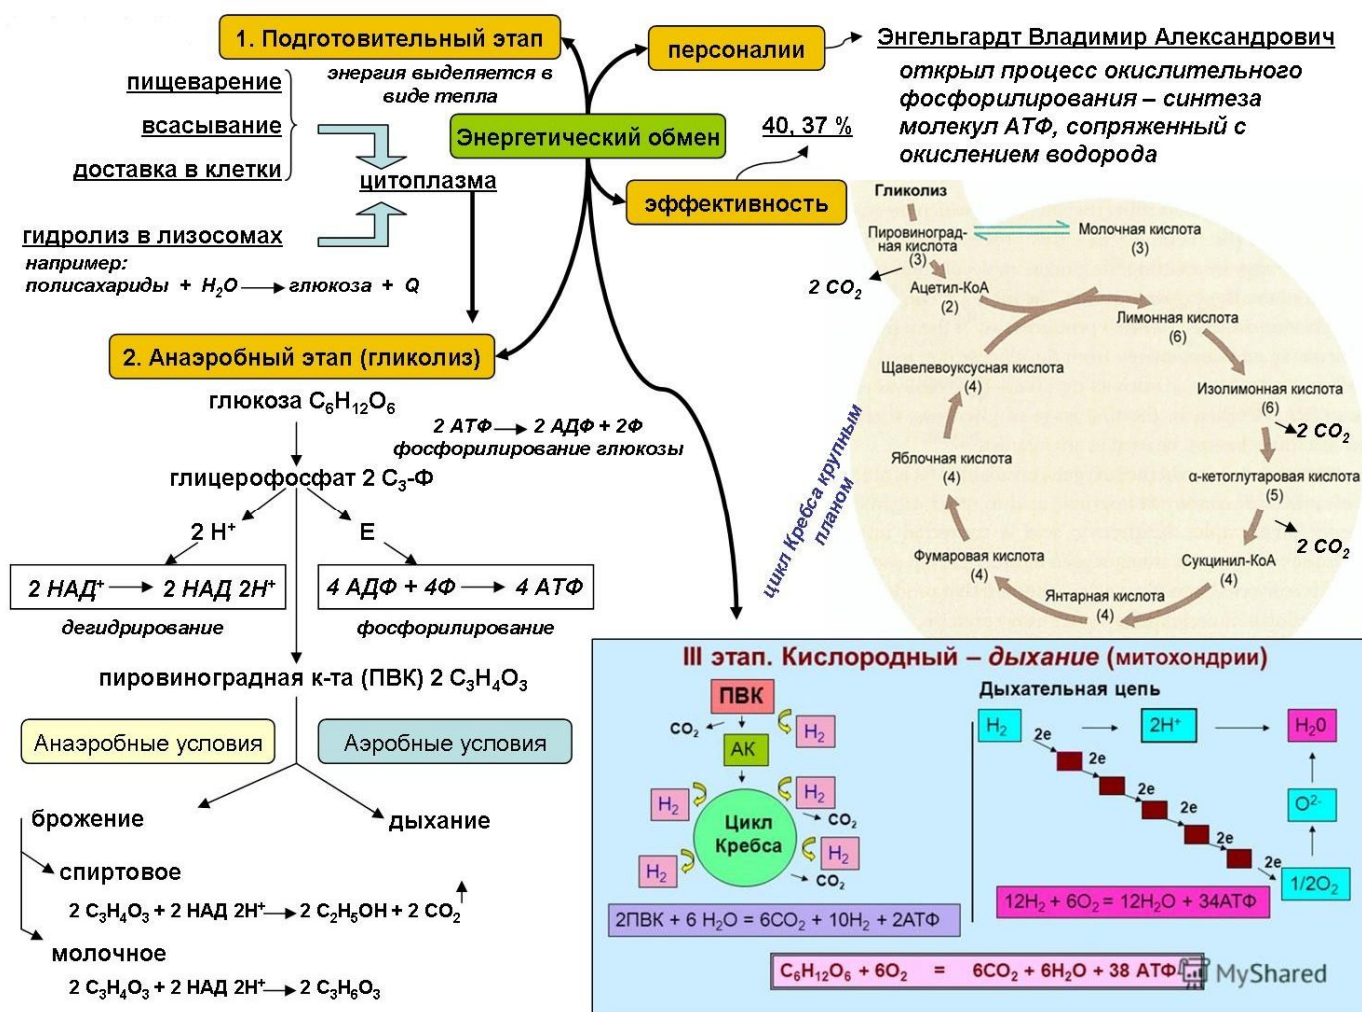 1. Подготовительный этап
энергия выделяется в
виде тепла
пищеварение
всасывание
доставка в клетки
цитоплазма
гидролиз в лизосомах
например:
полисахариды + H₂O → глюкоза + Q
Энергетический обмен
персоналии
Энгельгардт Владимир Александрович
открыл процесс окислительного
фосфорилирования – синтеза
молекул АТФ, сопряженный с
окислением водорода
40, 37 %
эффективность
2. Анаэробный этап (гликолиз)
глюкоза C₆H₁₂O₆
2 АТФ → 2 АДФ + 2Ф
фосфорилирование глюкозы
глицерофосфат 2 C₃-Ф
2 H⁺
E
2 НАД⁺ → 2 НАД 2H⁺
4 АДФ + 4Ф → 4 АТФ
дегидрирование
фосфорилирование
пировиноградная к-та (ПВК) 2 C₃H₄O₃
Анаэробные условия
Аэробные условия
брожение
дыхание
спиртовое
2 C₃H₄O₃ + 2 НАД 2H⁺ → 2 C₂H₅OH + 2 CO₂↑
молочное
2 C₃H₄O₃ + 2 НАД 2H⁺ → 2 C₃H₆O₃
цикл Кребса крупным
планом
Гликолиз
Пировиноград-
ная кислота
(3)
Молочная кислота
(3)
2 CO₂
Ацетил-КоА
(2)
Лимонная кислота
(6)
Изолимонная кислота
(6)
2 CO₂
α-кетоглутаровая кислота
(5)
2 CO₂
Сукцинил-КоА
(4)
Янтарная кислота
(4)
Фумаровая кислота
(4)
Яблочная кислота
(4)
Щавелевоуксусная кислота
(4)
III этап. Кислородный – дыхание (митохондрии)
ПВК
CO₂
H₂
АК
H₂
H₂
CO₂
Цикл
Кребса
H₂
H₂
CO₂
2ПВК + 6 H₂O = 6CO₂ + 10H₂ + 2АТФ
Дыхательная цепь
H₂
2H⁺
H₂0
2e
2e
2e
2e
2e
2e
O²⁻
1/2O₂
12H₂ + 6O₂ = 12H₂O + 34АТФ
C₆H₁₂O₆ + 6O₂ = 6CO₂ + 6H₂O + 38 АТФ
MyShared